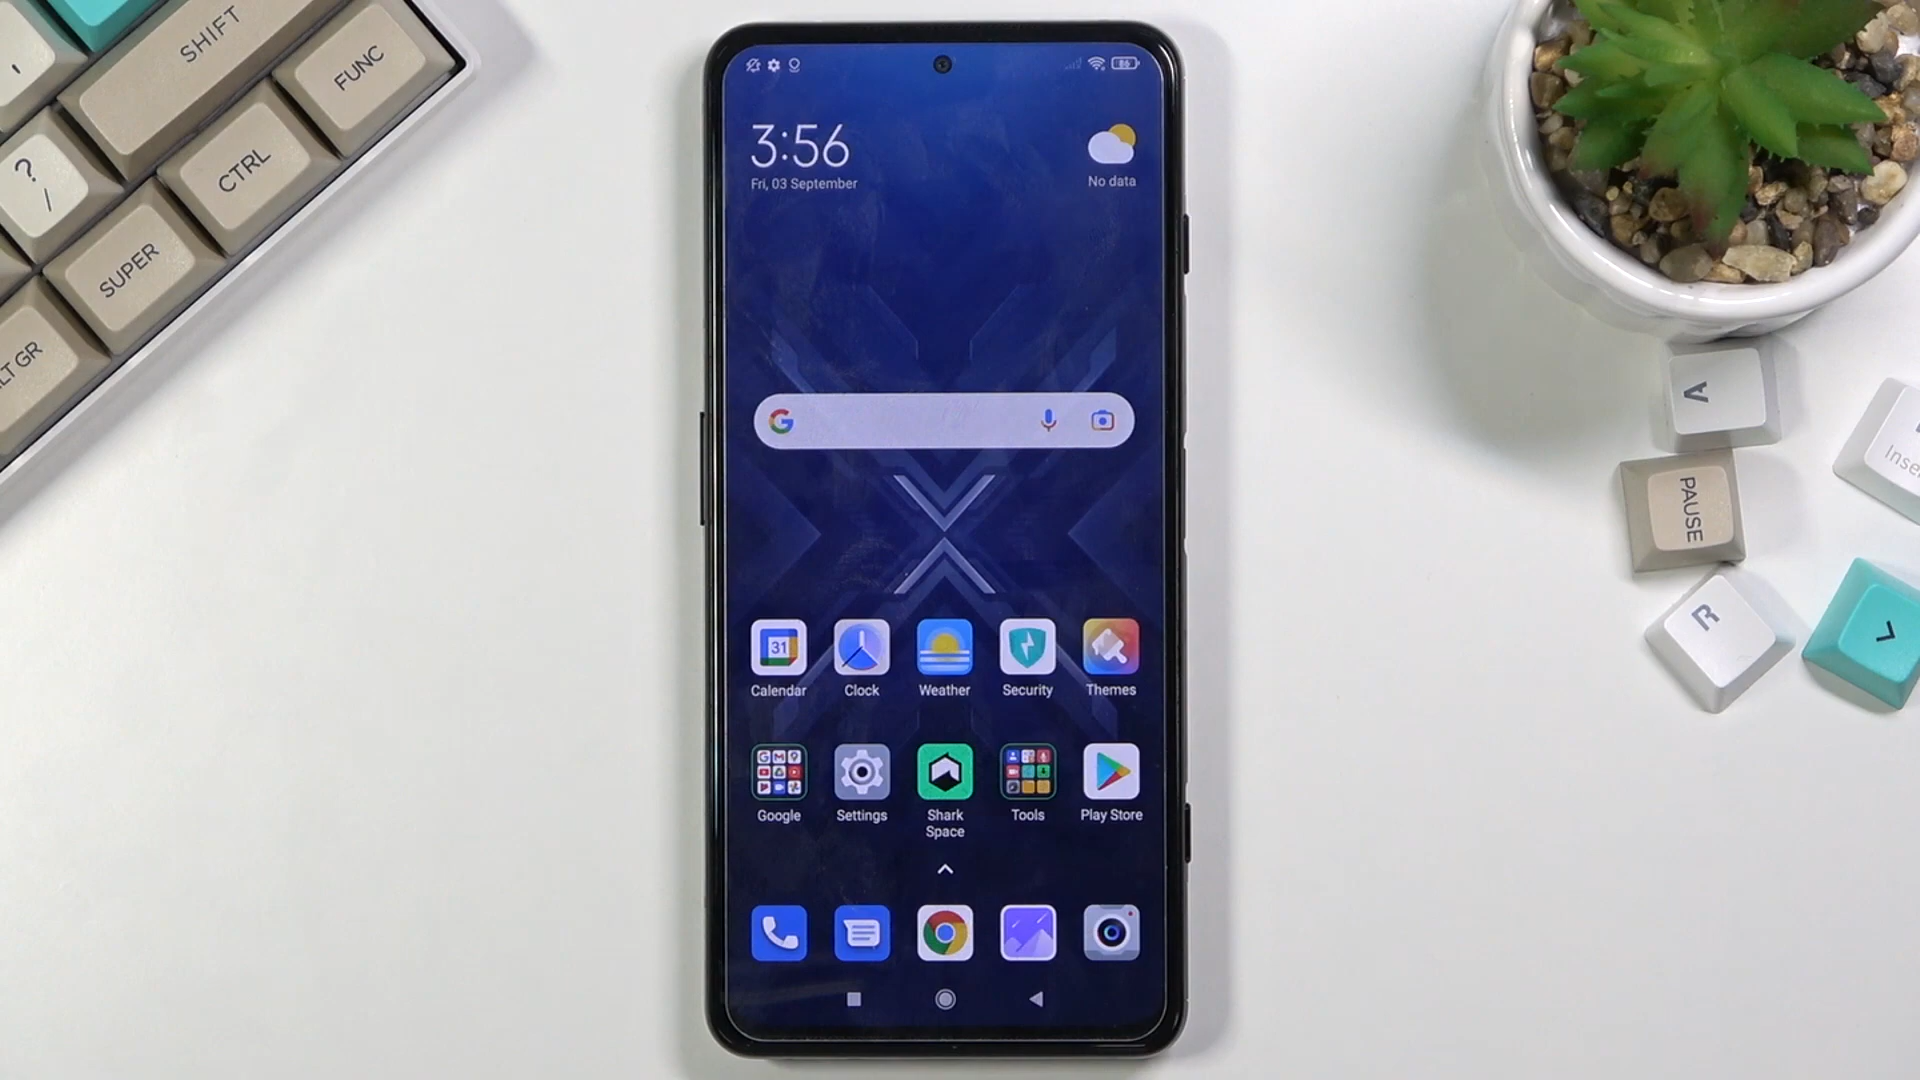 SHIFT
FUNC
?
/
CTRL
SUPER
GR
3:56
Fri, 03 September
86
No data
G
31
Calendar
Clock
Weather
Security
Themes
Google
Settings
Shark
Space
Tools
Play Store
A
PAUSE
R